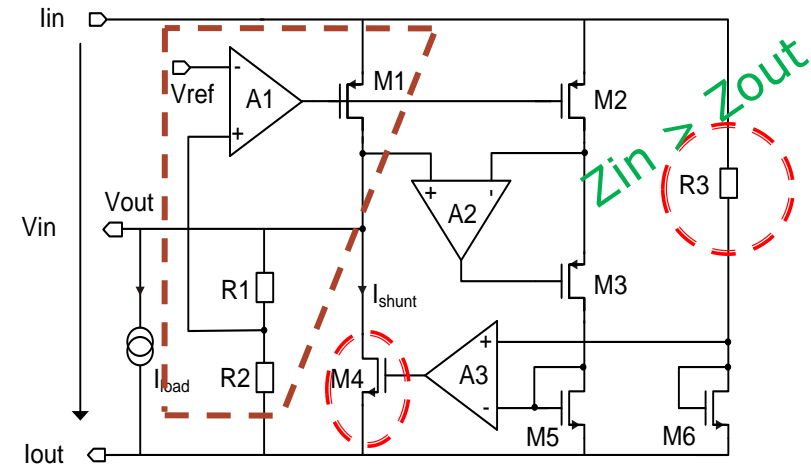 Iin
M1
Vref
-
A1
+
M2
Zin > Zout
R3
Vout
+
-
A2
Vin
R1
Ishunt
M3
Iload
R2
M4
+
A3
-
M5
M6
Iout